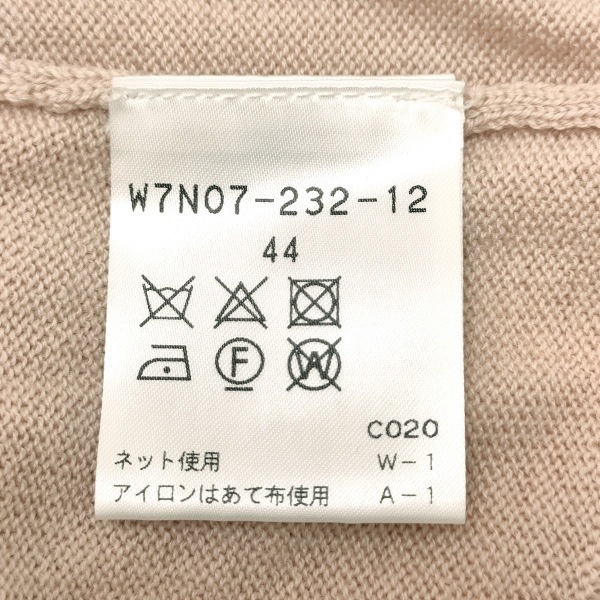 W7N07-232-12
44
F W
C020
ネット使用 W-1
アイロンはあて布使用 A-1